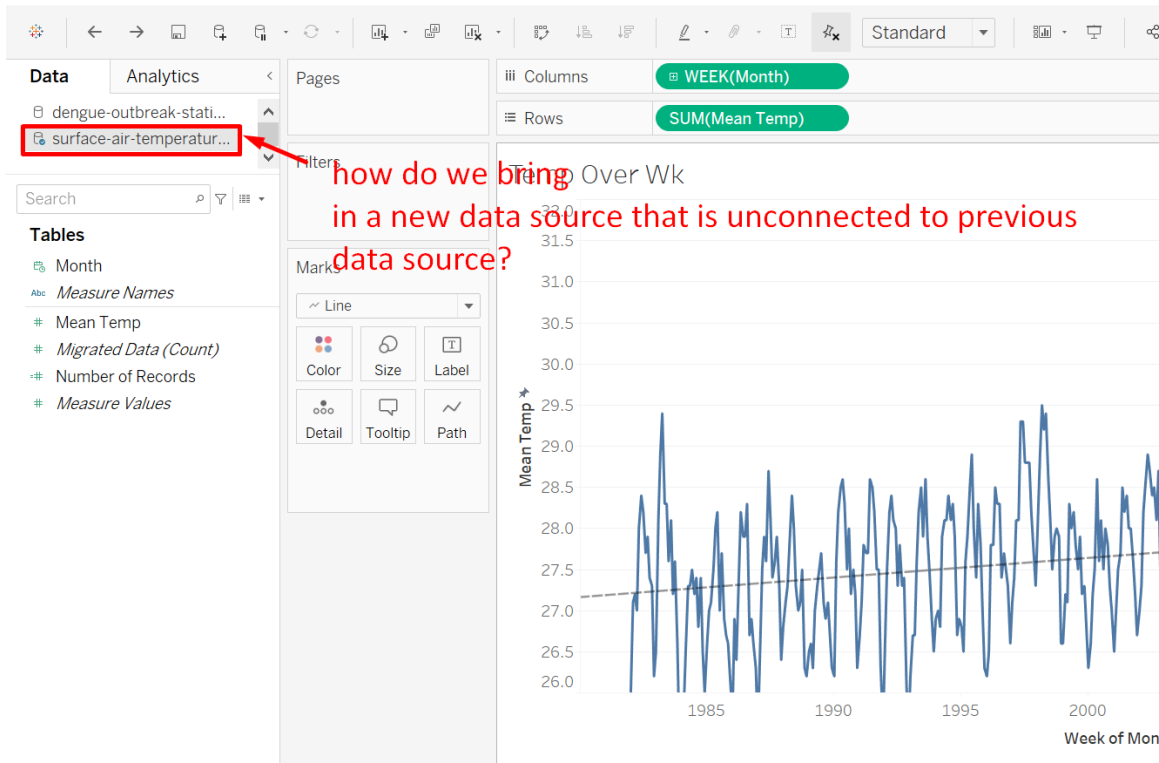 Standard
Data
Analytics
dengue-outbreak-stati...
surface-air-temperatur...
Search
Tables
Month
Abc Measure Names
# Mean Temp
# Migrated Data (Count)
=# Number of Records
# Measure Values
Pages
Filters
Marks
Line
Color
Size
T
Label
Detail
Tooltip
Path
iii Columns
WEEK(Month)
Rows
SUM(Mean Temp)
Temp Over Wk
how do we bring
in a new data source that is unconnected to previous
data source?
Mean Temp
32.0
31.5
31.0
30.5
30.0
29.5
29.0
28.5
28.0
27.5
27.0
26.5
26.0
1985
1990
1995
2000
Week of Mon